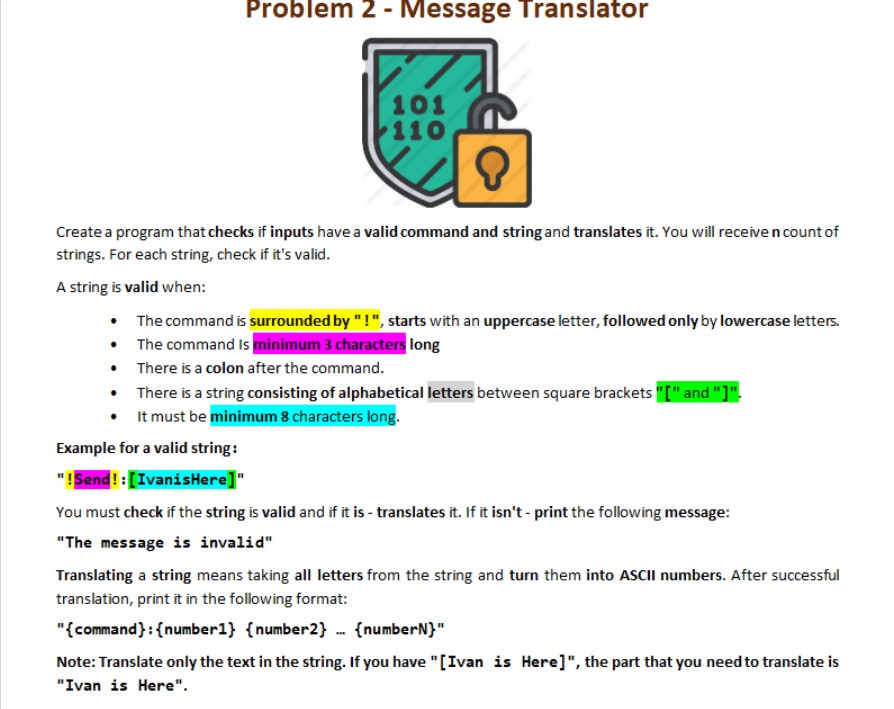 Problem 2 - Message Translator
101
110
Create a program that checks if inputs have a valid command and string and translates it. You will receive n count of
strings. For each string, check if it's valid.
A string is valid when:
• The command is surrounded by "!", starts with an uppercase letter, followed only by lowercase letters.
• The command Is minimum 3 characters long
• There is a colon after the command.
• There is a string consisting of alphabetical letters between square brackets "[" and "]".
• It must be minimum 8 characters long.
Example for a valid string:
"!Send!:[IvanisHere]"
You must check if the string is valid and if it is - translates it. If it isn't - print the following message:
"The message is invalid"
Translating a string means taking all letters from the string and turn them into ASCII numbers. After successful
translation, print it in the following format:
"{command}:{number1} {number2} … {numberN}"
Note: Translate only the text in the string. If you have "[Ivan is Here]", the part that you need to translate is
"Ivan is Here".